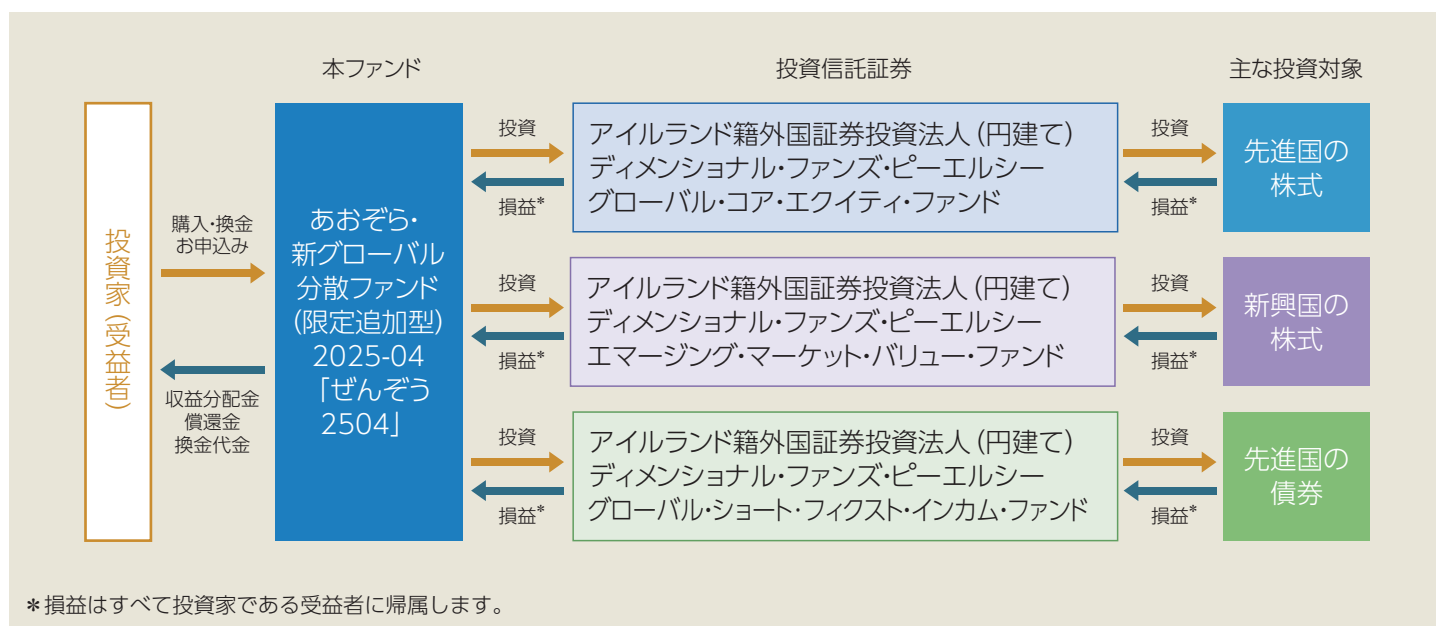 本ファンド
投資信託証券
主な投資対象
投資家（受益者）
購入・換金
お申込み
収益分配金
償還金
換金代金
あおぞら・
新グローバル
分散ファンド
(限定追加型)
2025-04
「ぜんぞう
2504」
投資
損益*
アイルランド籍外国証券投資法人(円建て)
ディメンショナル・ファンズ・ピーエルシー
グローバル・コア・エクイティ・ファンド
投資
損益*
先進国の
株式
投資
損益*
アイルランド籍外国証券投資法人(円建て)
ディメンショナル・ファンズ・ピーエルシー
エマージング・マーケット・バリュー・ファンド
投資
損益*
新興国の
株式
投資
損益*
アイルランド籍外国証券投資法人(円建て)
ディメンショナル・ファンズ・ピーエルシー
グローバル・ショート・フィクスト・インカム・ファンド
投資
損益*
先進国の
債券
*損益はすべて投資家である受益者に帰属します。